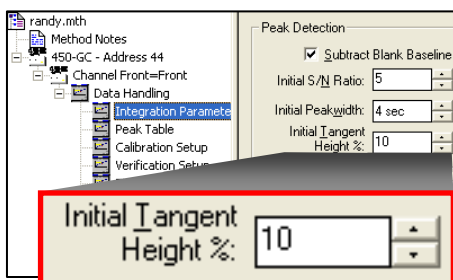 randy.mth
Method Notes
450-GC - Address 44
Channel Front=Front
Data Handling
Integration Paramete
Peak Table
Calibration Setup
Verification Setup
Peak Detection
Subtract Blank Baseline
Initial S/N Ratio: 5
Initial Peakwidth: 4 sec
Initial Tangent
Height %: 10
Initial Tangent
Height %: 10